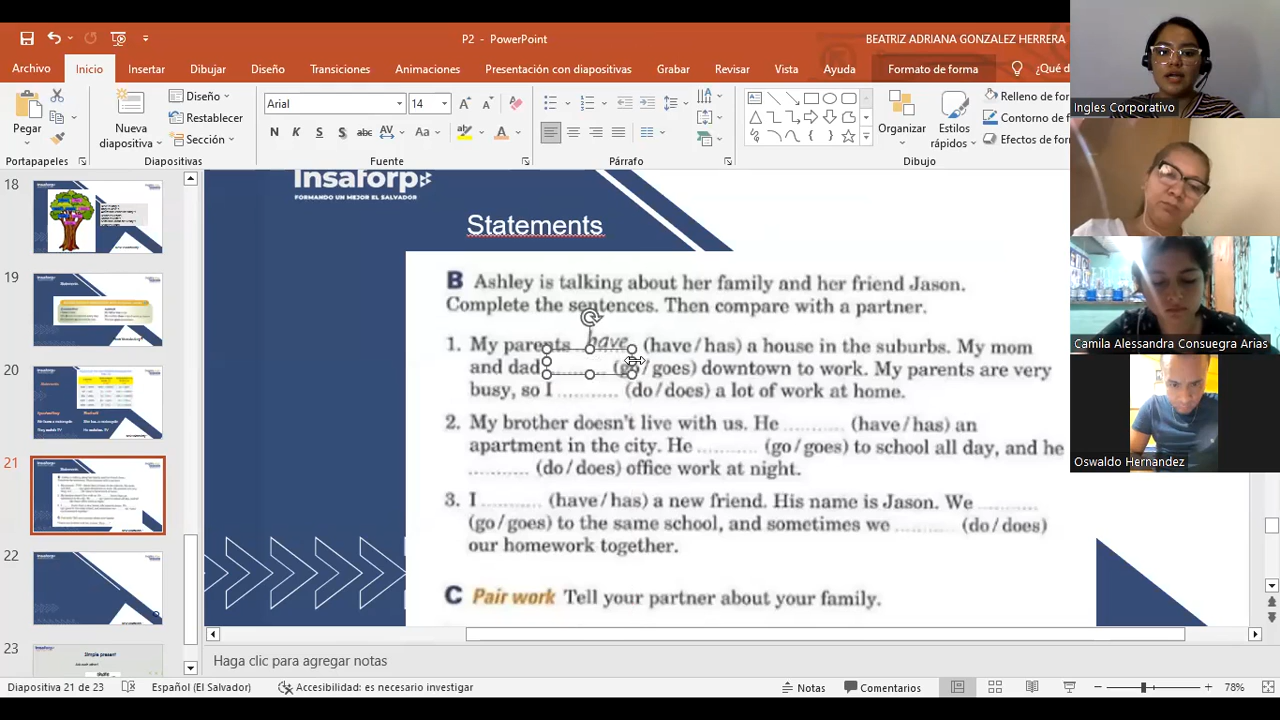 P2 - PowerPoint
BEATRIZ ADRIANA GONZALEZ HERRERA
Archivo Inicio Insertar Dibujar Diseño Transiciones Animaciones Presentación con diapositivas Grabar Revisar Vista Ayuda Formato de forma ¿Qué d
Pegar
Nueva diapositiva
Diseño
Restablecer
Sección
Arial 14
N K S S abc AV Aa A
Organizar
Estilos rápidos
Relleno de for
Contorno de f
Efectos de for
Portapapeles Diapositivas Fuente Párrafo Dibujo
Ingles Corporativo
Camila Alessandra Consuegra Arias
Oswaldo Hernandez
18
19
20
21
22
23
Simple present
Insaforp
FORMANDO UN MEJOR EL SALVADOR
Statements
B Ashley is talking about her family and her friend Jason.
Complete the sentences. Then compare with a partner.
1. My parents have (have/has) a house in the suburbs. My mom
and dad (go/goes) downtown to work. My parents are very
busy, so I .......... (do/does) a lot of work at home.
2. My brother doesn't live with us. He .......... (have/has) an
apartment in the city. He .......... (go/goes) to school all day, and he
.......... (do/does) office work at night.
3. I .......... (have/has) a new friend. His name is Jason. We ..........
(go/goes) to the same school, and sometimes we .......... (do/does)
our homework together.
C Pair work Tell your partner about your family.
Haga clic para agregar notas
Diapositiva 21 de 23 Español (El Salvador) Accesibilidad: es necesario investigar Notas Comentarios 78%